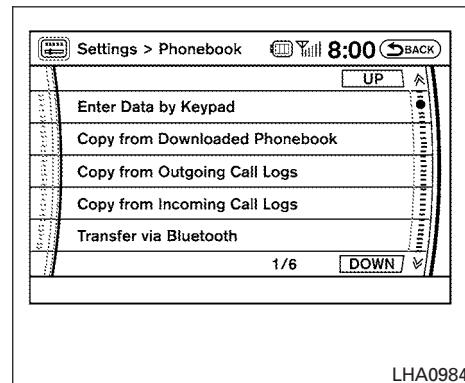 Settings > Phonebook 8:00 BACK
UP
Enter Data by Keypad
Copy from Downloaded Phonebook
Copy from Outgoing Call Logs
Copy from Incoming Call Logs
Transfer via Bluetooth
1/6 DOWN
LHA0984